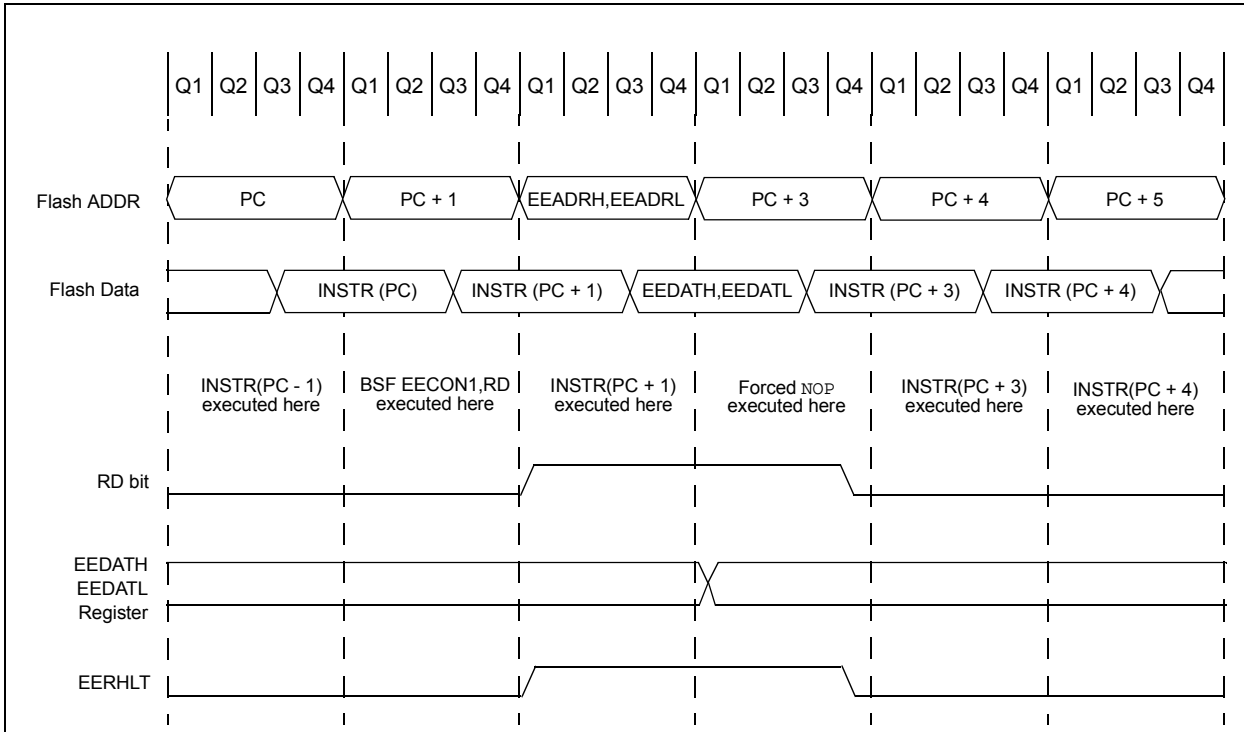 Q1 Q2 Q3 Q4 Q1 Q2 Q3 Q4 Q1 Q2 Q3 Q4 Q1 Q2 Q3 Q4 Q1 Q2 Q3 Q4 Q1 Q2 Q3 Q4
Flash ADDR PC PC + 1 EEADRH,EEADRL PC + 3 PC + 4 PC + 5
Flash Data INSTR (PC) INSTR (PC + 1) EEDATH,EEDATL INSTR (PC + 3) INSTR (PC + 4)
INSTR(PC - 1)
executed here
BSF EECON1,RD
executed here
INSTR(PC + 1)
executed here
Forced NOP
executed here
INSTR(PC + 3)
executed here
INSTR(PC + 4)
executed here
RD bit
EEDATH
EEDATL
Register
EERHLT